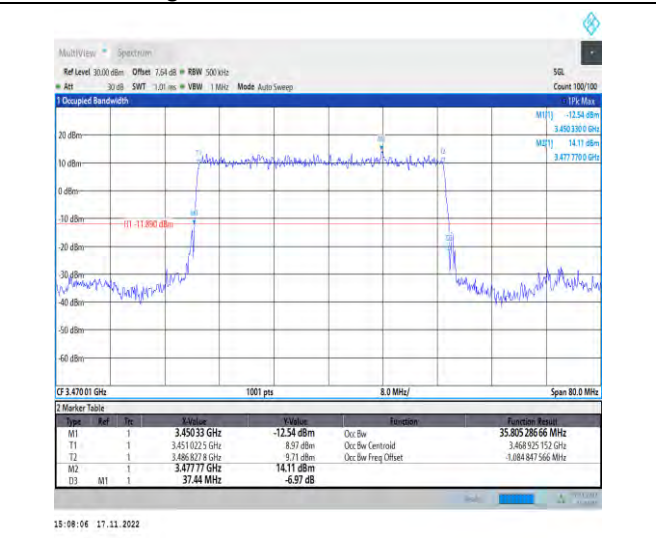 MultiView Spectrum
Ref Level 30.00 dBm Offset 7.64 dB RBW 500 kHz SGL
Att 30 dB SWT 1.01 ms VBW 1 MHz Mode Auto Sweep Count 100/100
1 Occupied Bandwidth 1Pk Max
M1[1] -12.54 dBm
3.450 330 0 GHz
M2[1] 14.11 dBm
3.477 770 0 GHz
20 dBm
10 dBm
0 dBm
-10 dBm
H1 -11.890 dBm
-20 dBm
-30 dBm
-40 dBm
-50 dBm
-60 dBm
CF 3.470 01 GHz 1001 pts 8.0 MHz/ Span 80.0 MHz
2 Marker Table
Type Ref Trc X-Value Y-Value Function Function Result
M1 1 3.45033 GHz -12.54 dBm Occ Bw 35.805 286 66 MHz
T1 1 3.451 022 5 GHz 8.97 dBm Occ Bw Centroid 3.468 925 152 GHz
T2 1 3.486 827 8 GHz 9.71 dBm Occ Bw Freq Offset -1.084 847 566 MHz
M2 1 3.47777 GHz 14.11 dBm
D3 M1 1 37.44 MHz -6.97 dB
15:08:06 17.11.2022